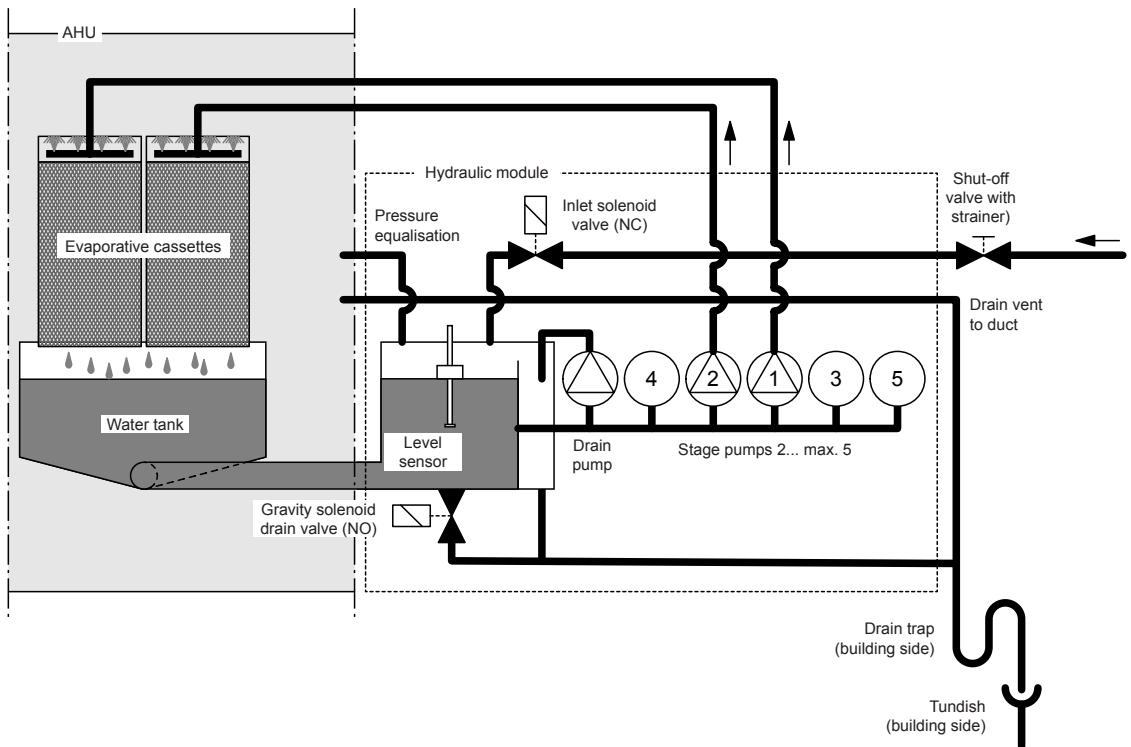 AHU
Hydraulic module
Shut-off
valve with
strainer)
Inlet solenoid
valve (NC)
Pressure
equalisation
Evaporative cassettes
Drain vent
to duct
4
2
1
3
5
Water tank
Level
sensor
Drain
pump
Stage pumps 2... max. 5
Gravity solenoid
drain valve (NO)
Drain trap
(building side)
Tundish
(building side)